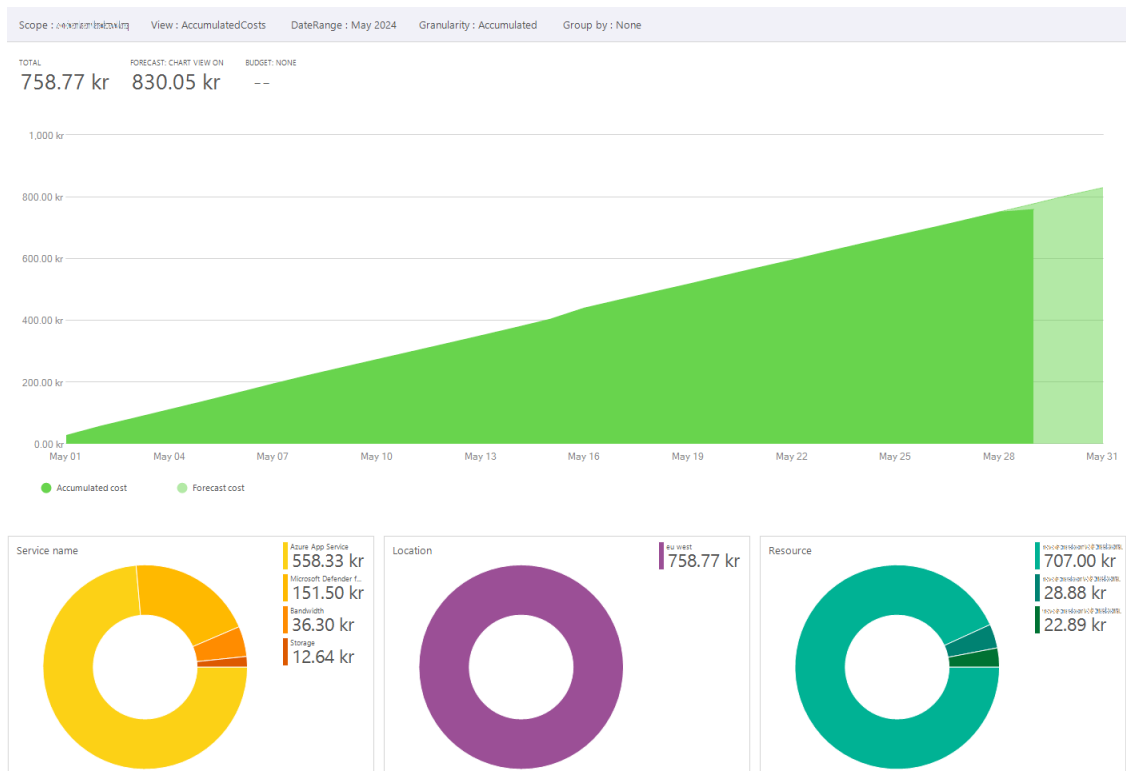 Scope : View : AccumulatedCosts DateRange : May 2024 Granularity : Accumulated Group by : None
TOTAL FORECAST: CHART VIEW ON BUDGET: NONE
758.77 kr 830.05 kr --
1,000 kr
800.00 kr
600.00 kr
400.00 kr
200.00 kr
0.00 kr
May 01 May 04 May 07 May 10 May 13 May 16 May 19 May 22 May 25 May 28 May 31
Accumulated cost Forecast cost
Service name
Azure App Service
558.33 kr
Microsoft Defender f...
151.50 kr
Bandwidth
36.30 kr
Storage
12.64 kr
Location
eu west
758.77 kr
Resource
707.00 kr
28.88 kr
22.89 kr